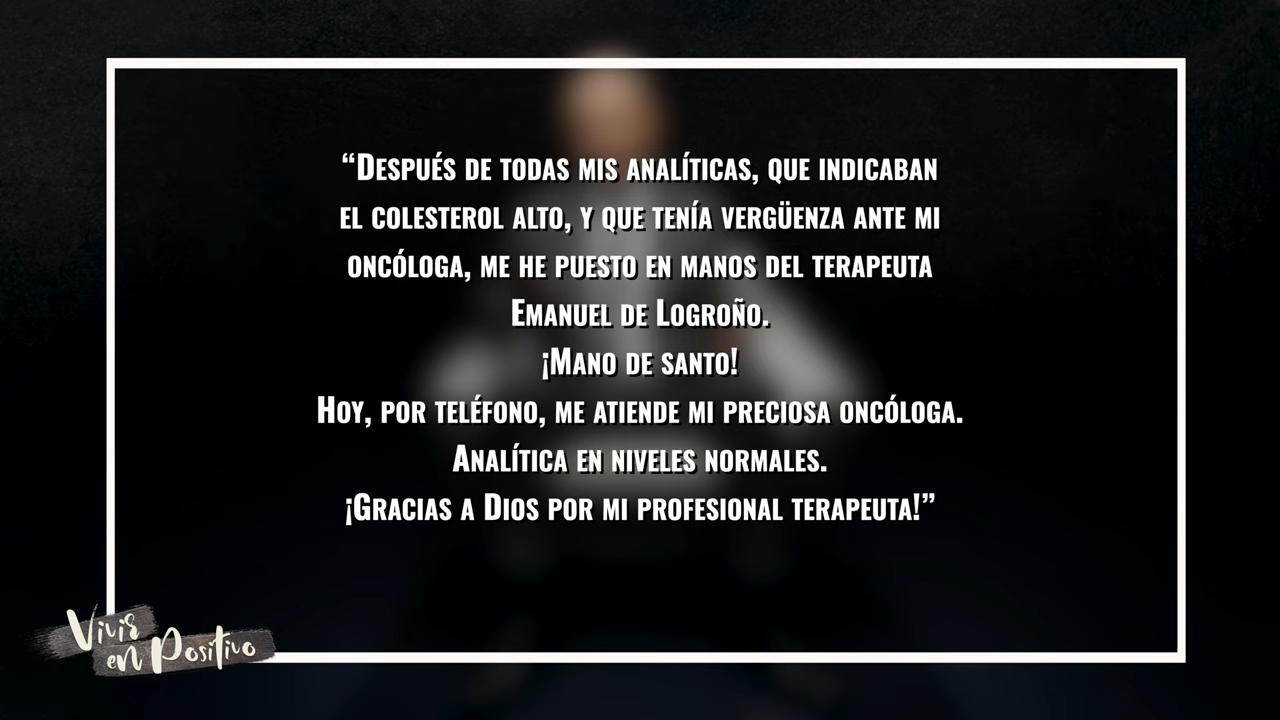 “Después de todas mis analíticas, que indicaban
el colesterol alto, y que tenía vergüenza ante mi
oncóloga, me he puesto en manos del terapeuta
Emanuel de Logroño.
¡Mano de santo!
Hoy, por teléfono, me atiende mi preciosa oncóloga.
Analítica en niveles normales.
¡Gracias a Dios por mi profesional terapeuta!”
Vivir
en Positivo